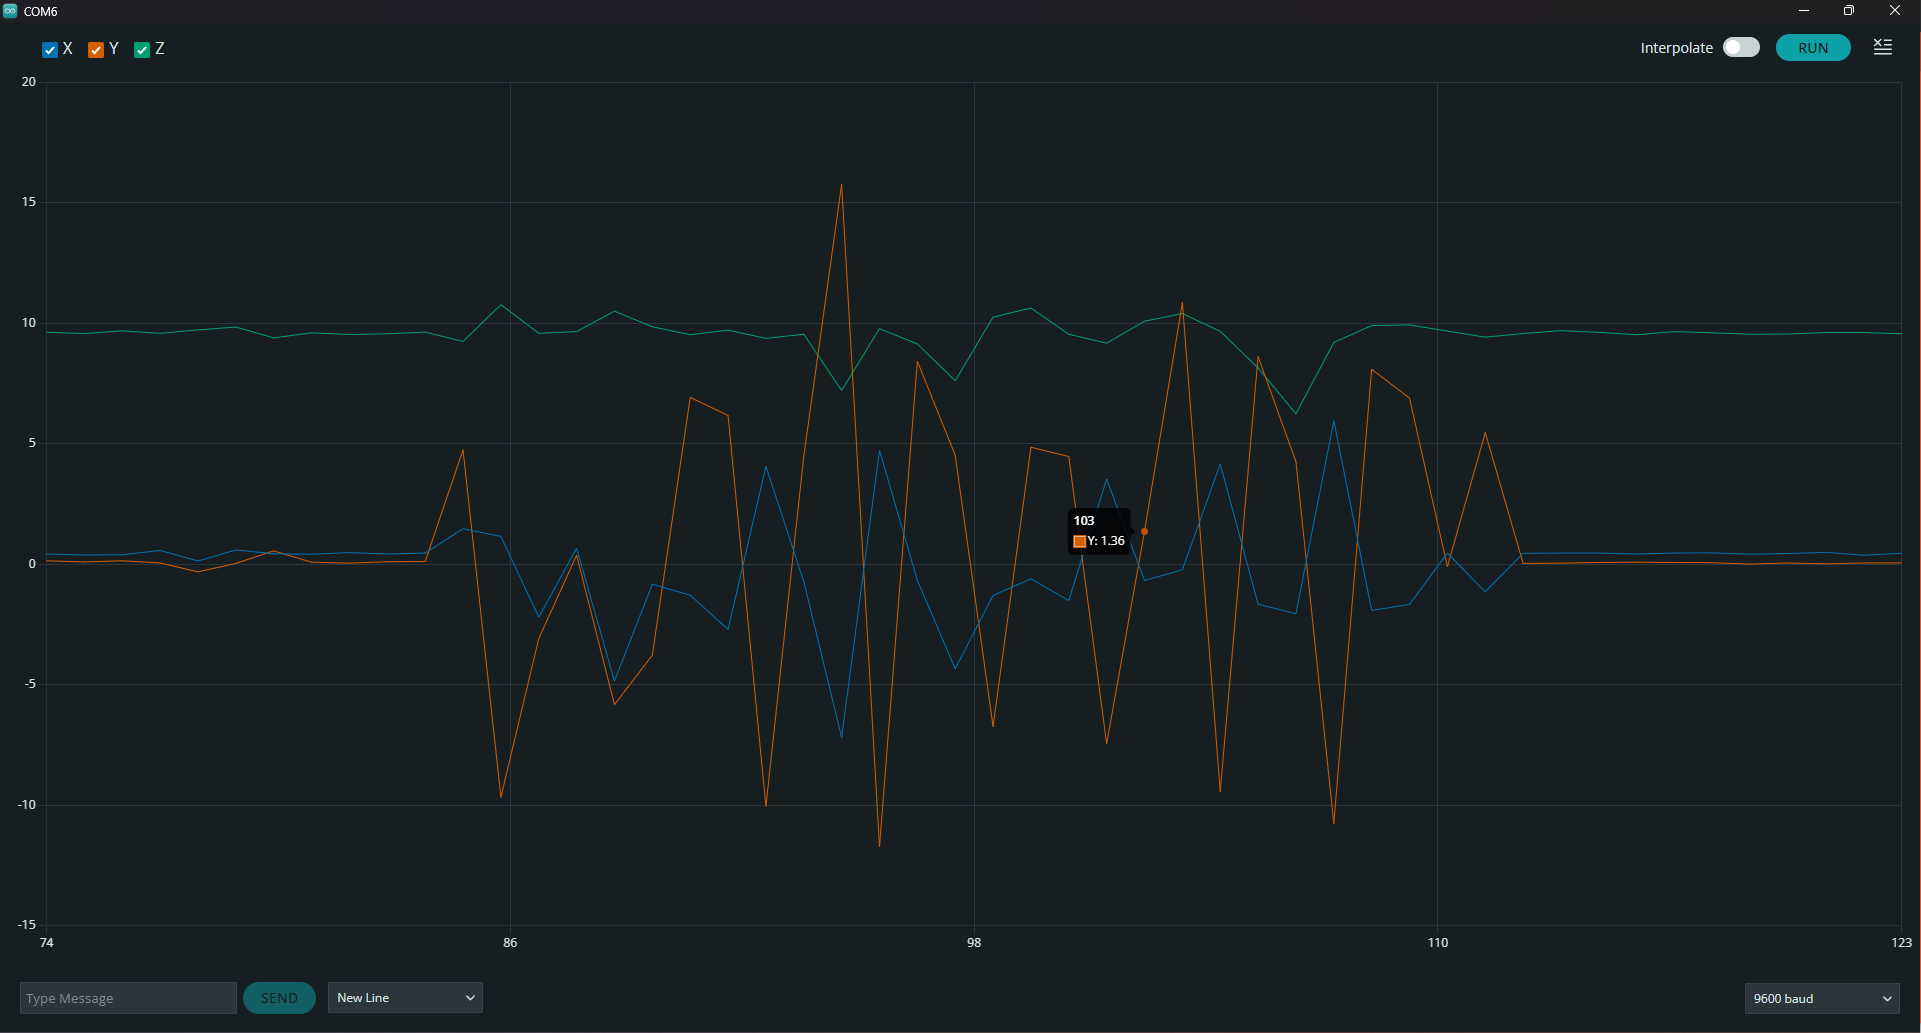 COM6
X Y Z
Interpolate RUN
20
15
10
5
0
-5
-10
-15
103
Y: 1.36
74 86 98 110 123
Type Message SEND New Line 9600 baud